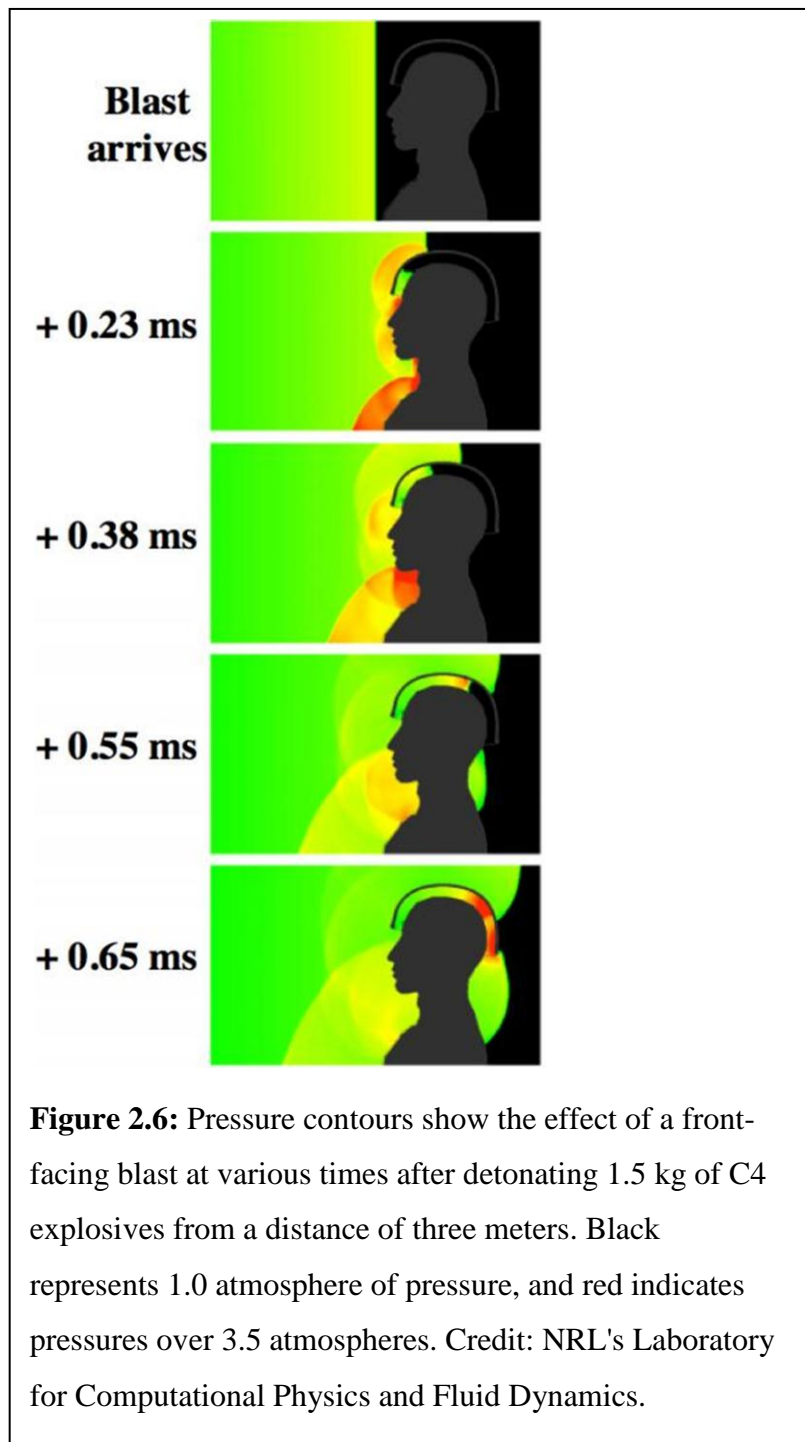 Blast
arrives
+ 0.23 ms
+ 0.38 ms
+ 0.55 ms
+ 0.65 ms
Figure 2.6: Pressure contours show the effect of a front-
facing blast at various times after detonating 1.5 kg of C4
explosives from a distance of three meters. Black
represents 1.0 atmosphere of pressure, and red indicates
pressures over 3.5 atmospheres. Credit: NRL's Laboratory
for Computational Physics and Fluid Dynamics.